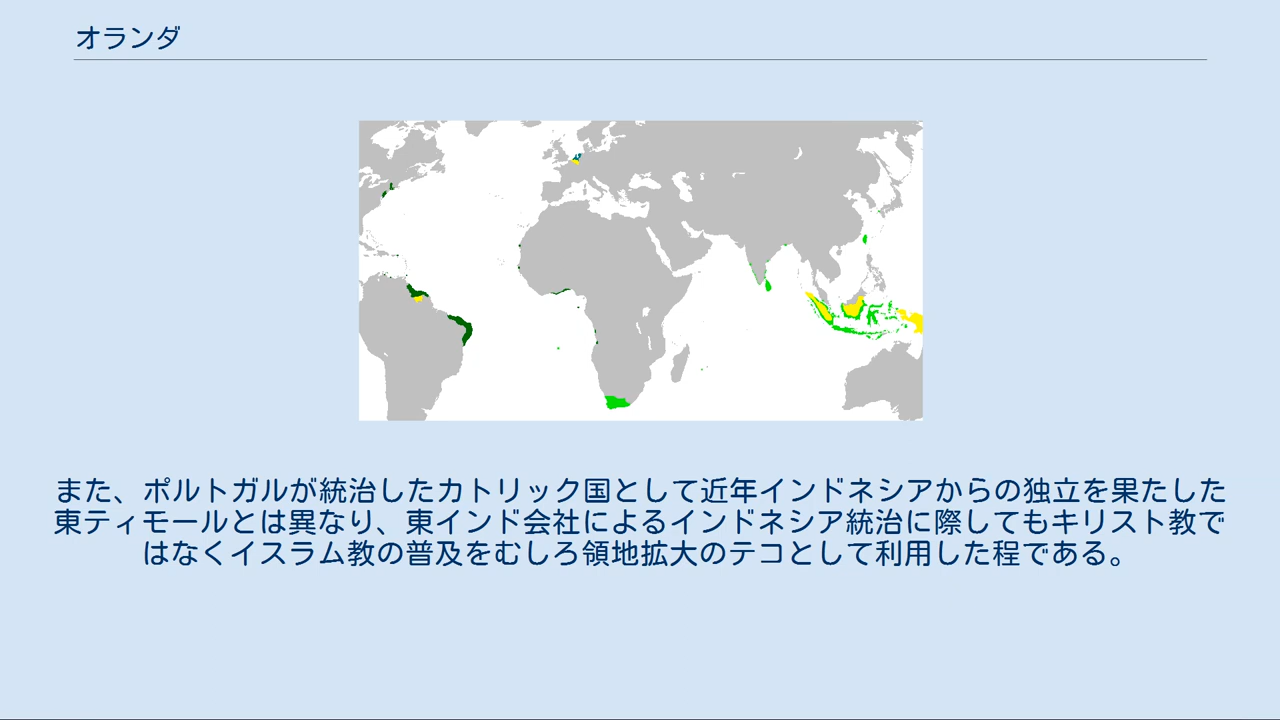 オランダ
また、ポルトガルが統治したカトリック国として近年インドネシアからの独立を果たした
東ティモールとは異なり、東インド会社によるインドネシア統治に際してもキリスト教で
はなくイスラム教の普及をむしろ領地拡大のテコとして利用した程である。